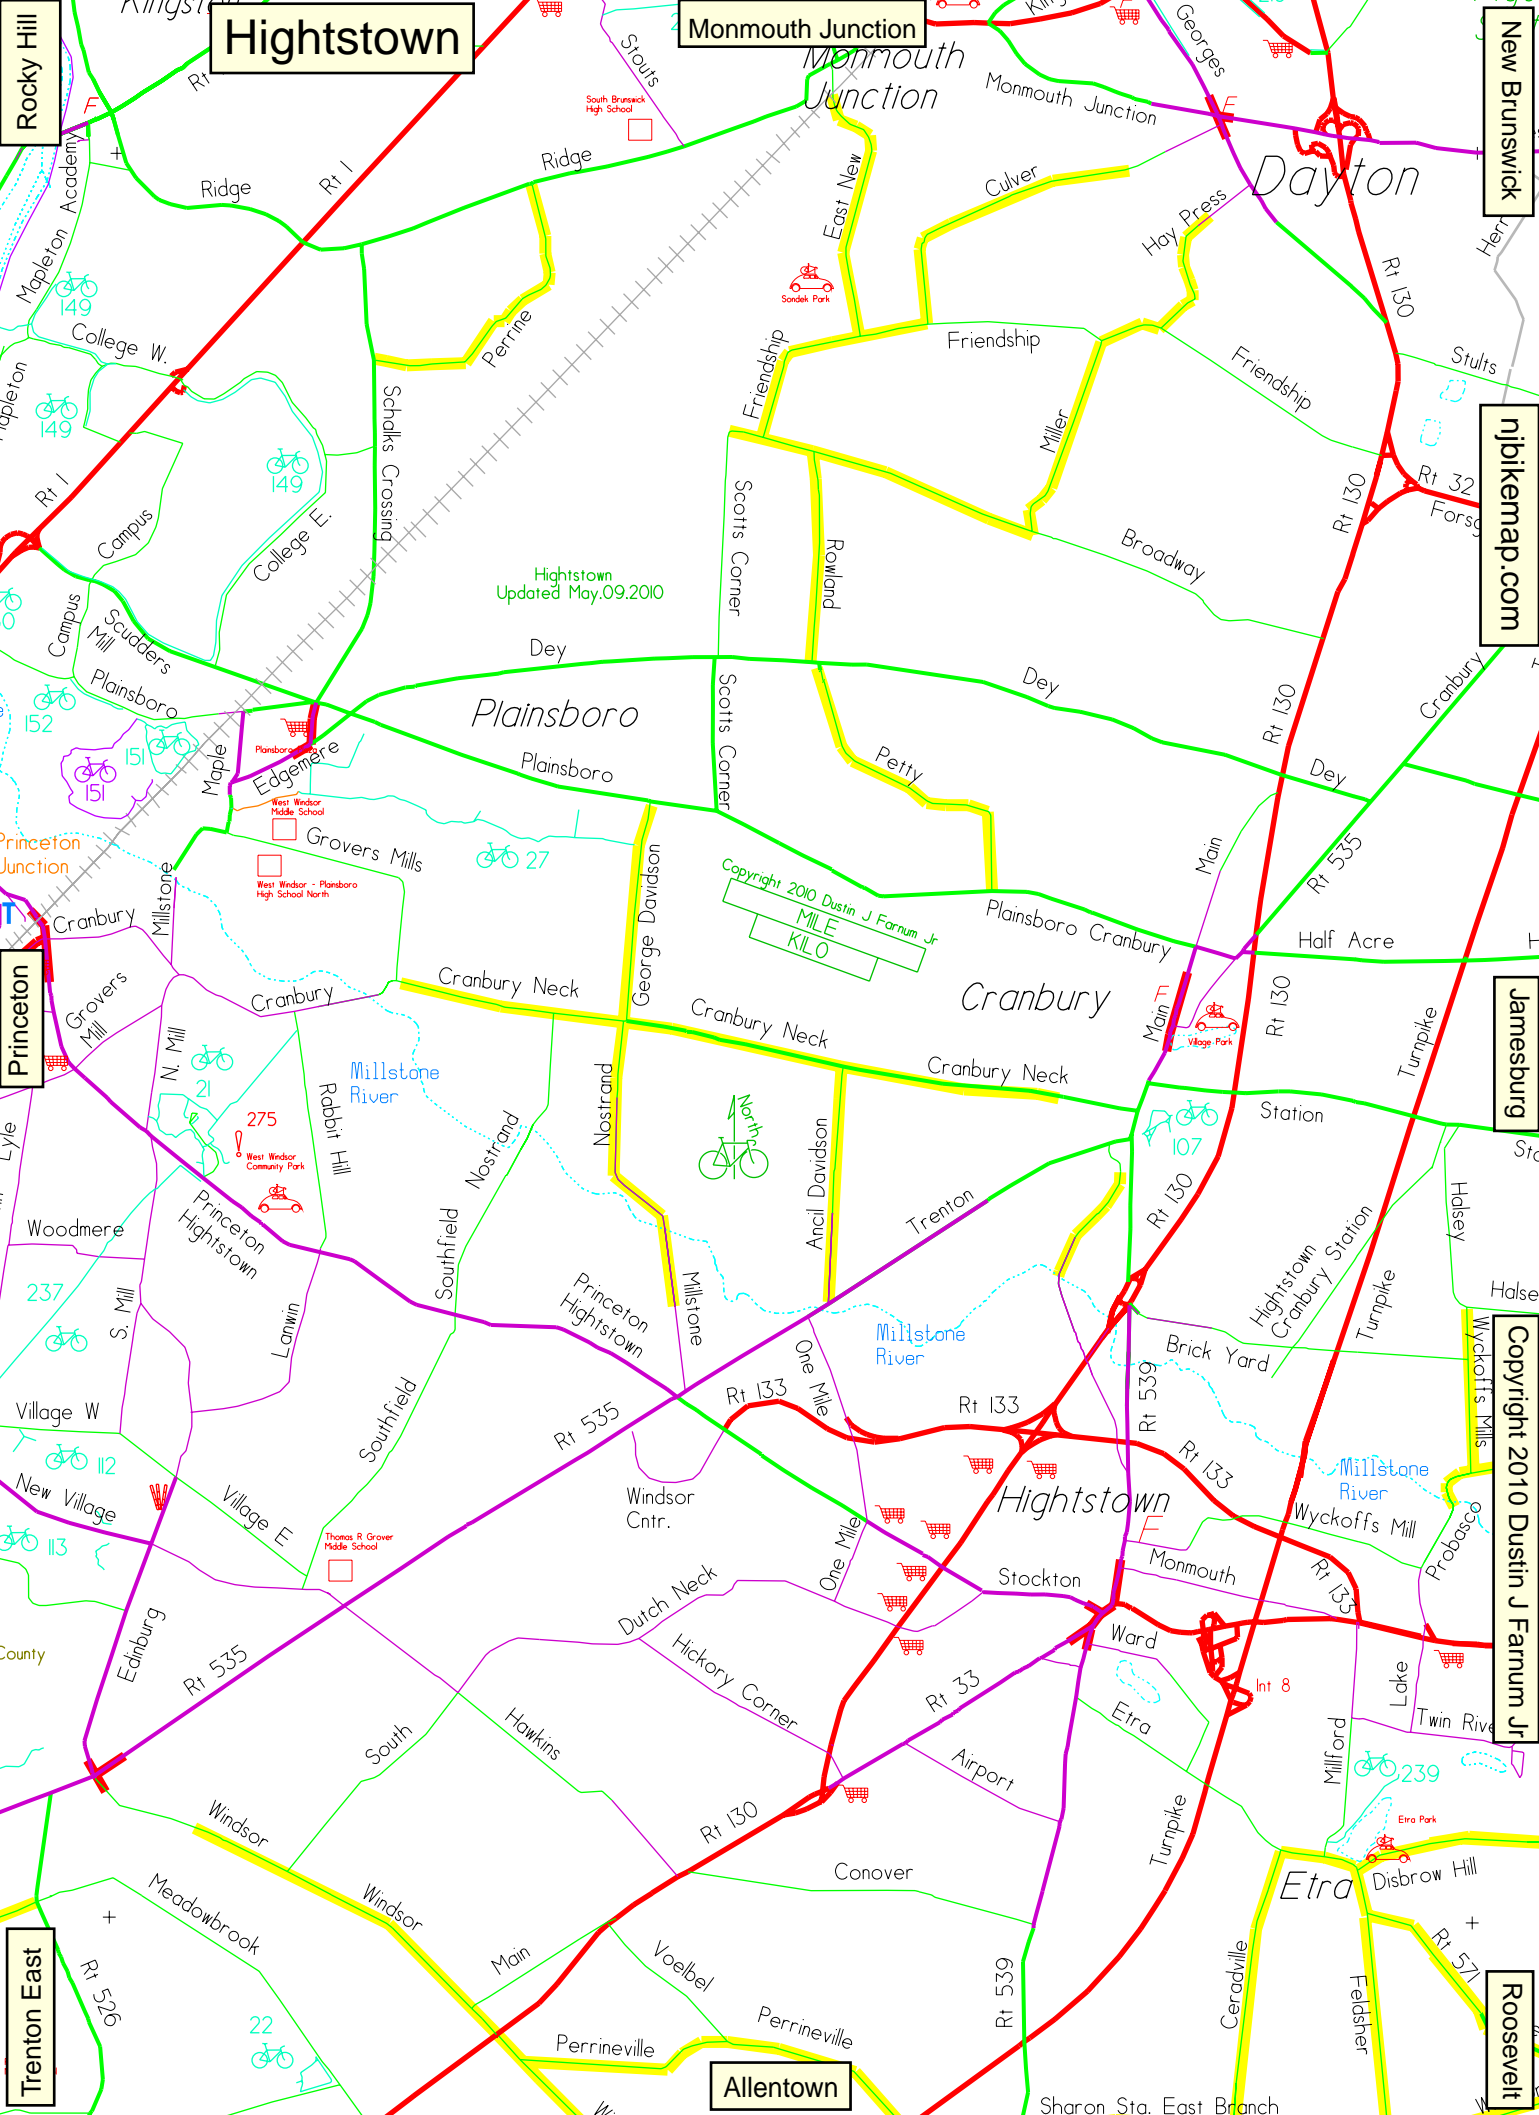 Kingston
Hightstown
Monmouth Junction
Rocky Hill
New Brunswick
Monmouth
Junction
Rt 1
Stouts
South Brunswick
High School
Georges
Monmouth Junction
F
F
Dayton
Ridge
Ridge
Rt 1
Academy
Mapleton
East New
Culver
Hay Press
149
Sondek Park
Rt 130
College W.
Perrine
Friendship
Friendship
Friendship
Stults
Mapleton
149
Schalks Crossing
Miller
njbikemap.com
149
Rt 1
Rt 130
Rt 32
Campus
College E.
Scotts Corner
Rowland
Broadway
Hightstown
Updated May.09.2010
Campus
Scudders
Mill
Dey
Dey
Cranbury
Plainsboro
152
Plainsboro
Scotts Corner
Rt 130
151
151
Maple
Edgemere
Plainsboro
Petty
Dey
West Windsor
Middle School
Princeton
Junction
Grovers Mills
27
Main
Rt 535
West Windsor - Plainsboro
High School North
George Davidson
Copyright 2010 Dustin J Farnum Jr
MILE
KILO
Millstone
Cranbury
Plainsboro Cranbury
Half Acre
Princeton
Grovers
Mill
Cranbury
Cranbury Neck
Cranbury Neck
Cranbury
F
Main
Village Park
Rt 130
Jamesburg
N. Mill
21
Millstone
River
Cranbury Neck
Turnpike
275
West Windsor
Community Park
Rabbit Hill
Nostrand
Nostrand
North
Ancil Davidson
107
Station
Lyle
Woodmere
Princeton
Hightstown
Southfield
Trenton
Rt 130
Halsey
Hightstown
Cranbury Station
237
S. Mill
Lanwin
Princeton
Hightstown
Millstone
Millstone
River
Turnpike
Brick Yard
Wyckoffs Mills
Copyright 2010 Dustin J Farnum Jr
Village W
Southfield
Rt 535
Rt 133
One Mile
Rt 133
Rt 539
Rt 133
Millstone
River
112
New Village
Village E
Windsor
Cntr.
Hightstown
F
Wyckoffs Mill
Probasco
113
Thomas R Grover
Middle School
One Mile
Stockton
Monmouth
Rt 133
Dutch Neck
Edinburg
Rt 535
County
Hickory Corner
Ward
Rt 33
Int 8
Lake
Etra
South
Hawkins
Airport
Millford
239
Etra Park
Windsor
Rt 130
Turnpike
Conover
Etra
Disbrow Hill
Meadowbrook
Windsor
Main
Voelbel
Rt 539
Ceradville
Feldsher
Rt 571
Trenton East
Rt 526
22
Perrineville
Perrineville
Allentown
Roosevelt
Sharon Sta. East Branch